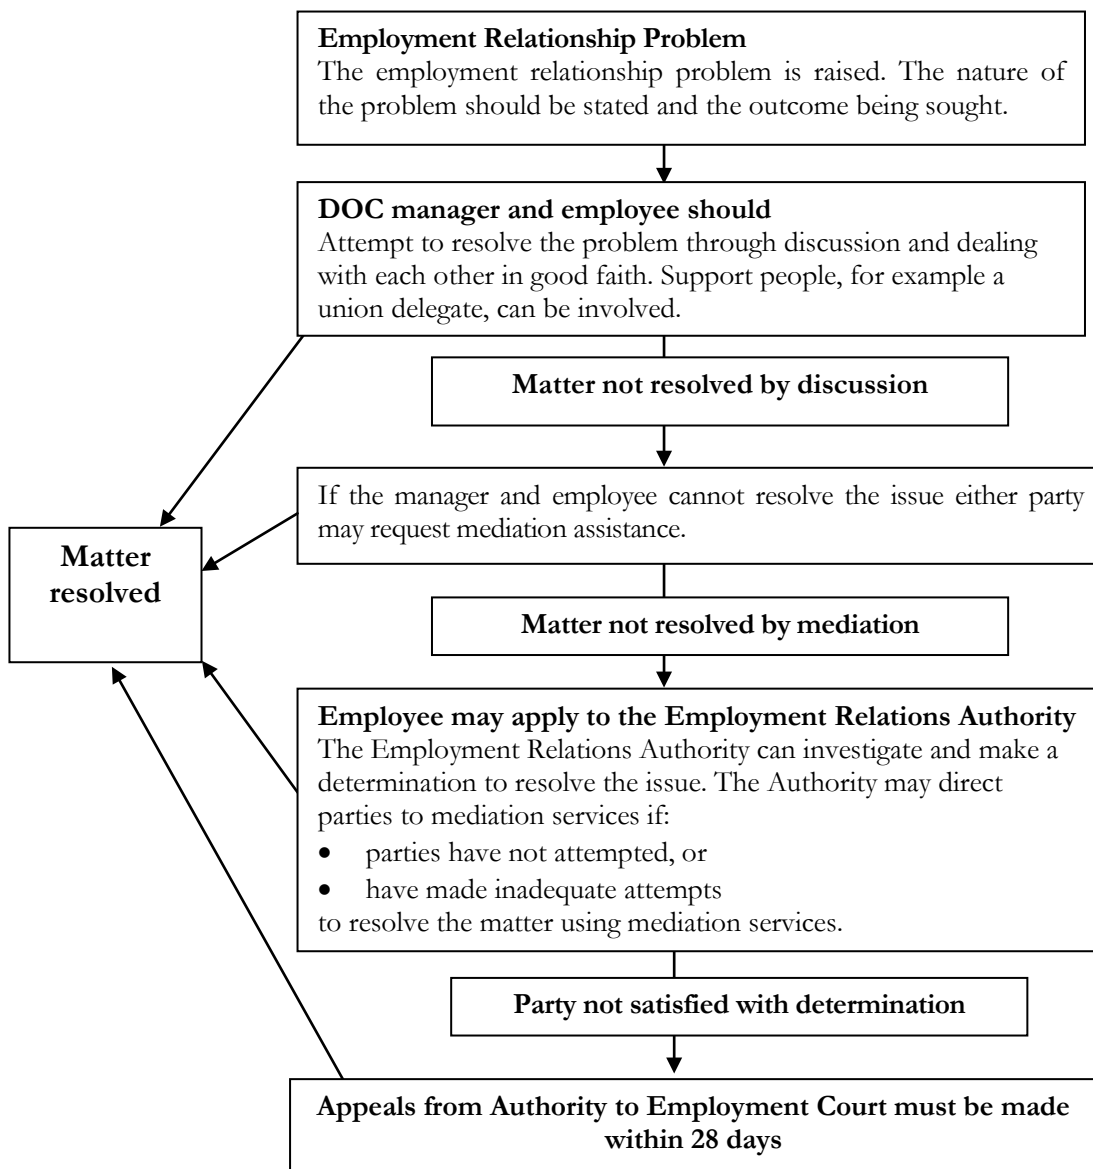 Employment Relationship Problem
The employment relationship problem is raised. The nature of
the problem should be stated and the outcome being sought.
DOC manager and employee should
Attempt to resolve the problem through discussion and dealing
with each other in good faith. Support people, for example a
union delegate, can be involved.
Matter not resolved by discussion
If the manager and employee cannot resolve the issue either party
may request mediation assistance.
Matter
resolved
Matter not resolved by mediation
Employee may apply to the Employment Relations Authority
The Employment Relations Authority can investigate and make a
determination to resolve the issue. The Authority may direct
parties to mediation services if:
• parties have not attempted, or
• have made inadequate attempts
to resolve the matter using mediation services.
Party not satisfied with determination
Appeals from Authority to Employment Court must be made
within 28 days